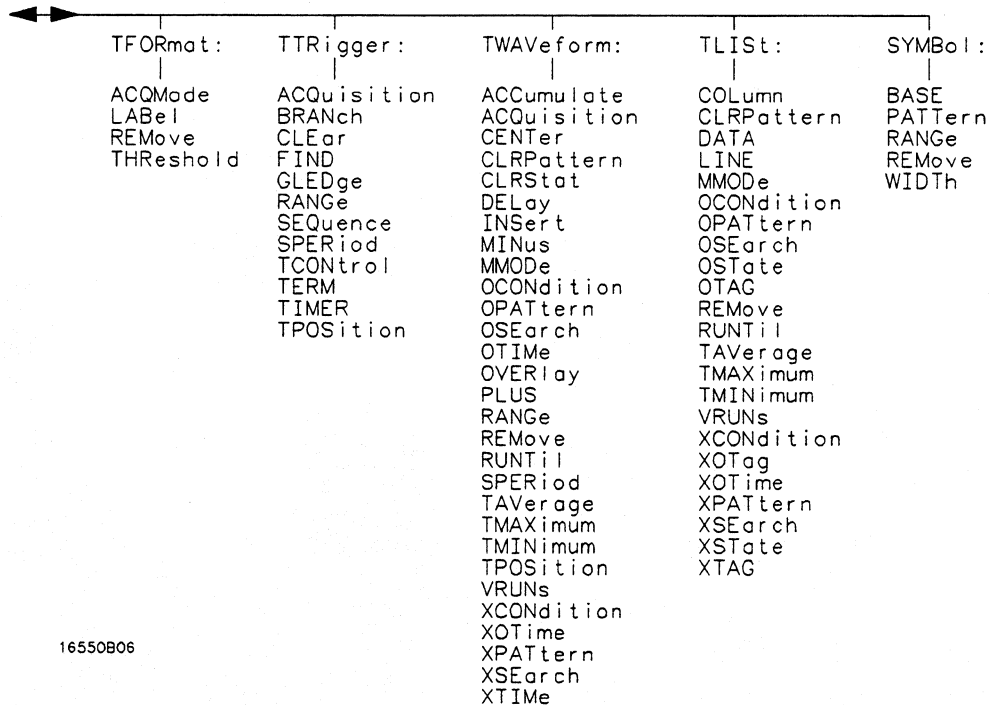 TFORmat:
ACQMode
LABel
REMove
THReshold
TTRigger:
ACQuisition
BRANch
CLEar
FIND
GLEDge
RANGe
SEQuence
SPERiod
TCONtrol
TERM
TIMER
TPOSition
TWAVeform:
ACCumulate
ACQuisition
CENTer
CLRPattern
CLRStat
DELay
INSert
MINus
MMODe
OCONdition
OPATtern
OSEarch
OTIMe
OVERlay
PLUS
RANGe
REMove
RUNTil
SPERiod
TAVerage
TMAXimum
TMINimum
TPOSition
VRUNs
XCONdition
XOTime
XPATtern
XSEarch
XTIMe
TLISt:
COLumn
CLRPattern
DATA
LINE
MMODe
OCONdition
OPATtern
OSEarch
OSTate
OTAG
REMove
RUNTil
TAVerage
TMAXimum
TMINimum
VRUNs
XCONdition
XOTag
XOTime
XPATtern
XSEarch
XSTate
XTAG
SYMBol:
BASE
PATTern
RANGe
REMove
WIDTh
16550B06